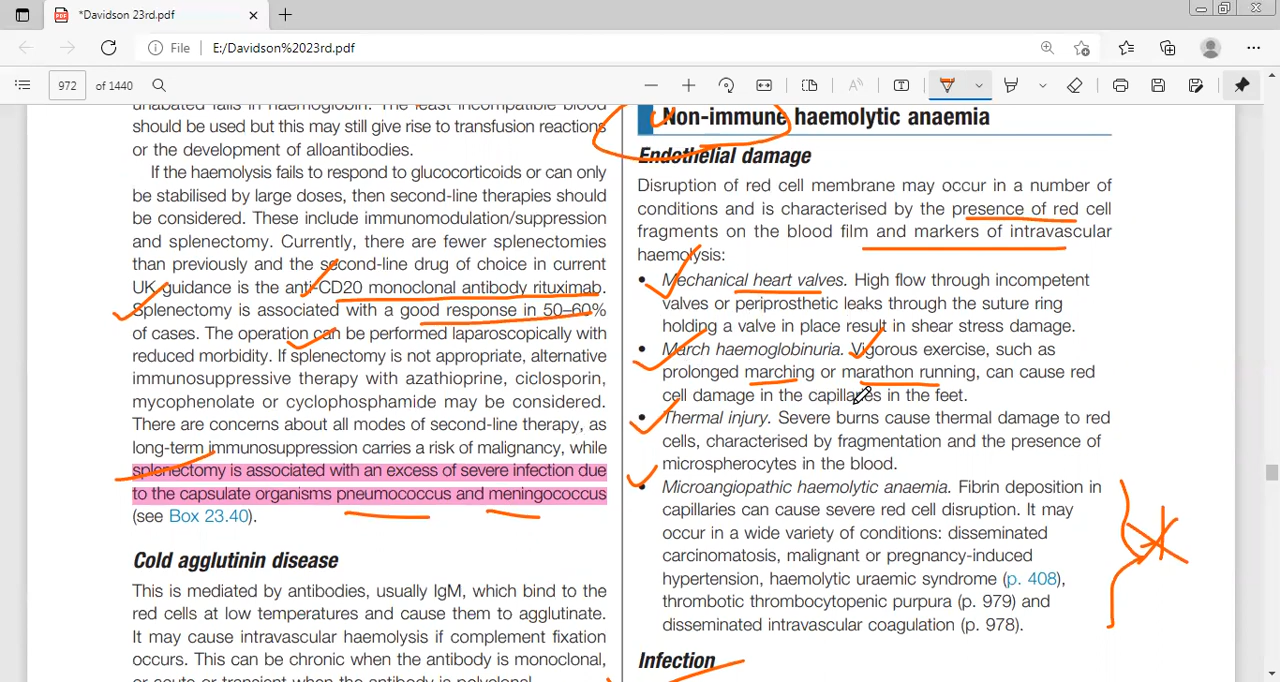 *Davidson 23rd.pdf
File
E:/Davidson%2023rd.pdf
972 of 1440
unabated falls in haemoglobin. The least incompatible blood
should be used but this may still give rise to transfusion reactions
or the development of alloantibodies.
If the haemolysis fails to respond to glucocorticoids or can only
be stabilised by large doses, then second-line therapies should
be considered. These include immunomodulation/suppression
and splenectomy. Currently, there are fewer splenectomies
than previously and the second-line drug of choice in current
UK guidance is the anti-CD20 monoclonal antibody rituximab.
Splenectomy is associated with a good response in 50–60%
of cases. The operation can be performed laparoscopically with
reduced morbidity. If splenectomy is not appropriate, alternative
immunosuppressive therapy with azathioprine, ciclosporin,
mycophenolate or cyclophosphamide may be considered.
There are concerns about all modes of second-line therapy, as
long-term immunosuppression carries a risk of malignancy, while
splenectomy is associated with an excess of severe infection due
to the capsulate organisms pneumococcus and meningococcus
(see Box 23.40).
Cold agglutinin disease
This is mediated by antibodies, usually IgM, which bind to the
red cells at low temperatures and cause them to agglutinate.
It may cause intravascular haemolysis if complement fixation
occurs. This can be chronic when the antibody is monoclonal,
or acute or transient when the antibody is polyclonal.
Non-immune haemolytic anaemia
Endothelial damage
Disruption of red cell membrane may occur in a number of
conditions and is characterised by the presence of red cell
fragments on the blood film and markers of intravascular
haemolysis:
• Mechanical heart valves. High flow through incompetent
valves or periprosthetic leaks through the suture ring
holding a valve in place result in shear stress damage.
• March haemoglobinuria. Vigorous exercise, such as
prolonged marching or marathon running, can cause red
cell damage in the capillaries in the feet.
• Thermal injury. Severe burns cause thermal damage to red
cells, characterised by fragmentation and the presence of
microspherocytes in the blood.
• Microangiopathic haemolytic anaemia. Fibrin deposition in
capillaries can cause severe red cell disruption. It may
occur in a wide variety of conditions: disseminated
carcinomatosis, malignant or pregnancy-induced
hypertension, haemolytic uraemic syndrome (p. 408),
thrombotic thrombocytopenic purpura (p. 979) and
disseminated intravascular coagulation (p. 978).
Infection